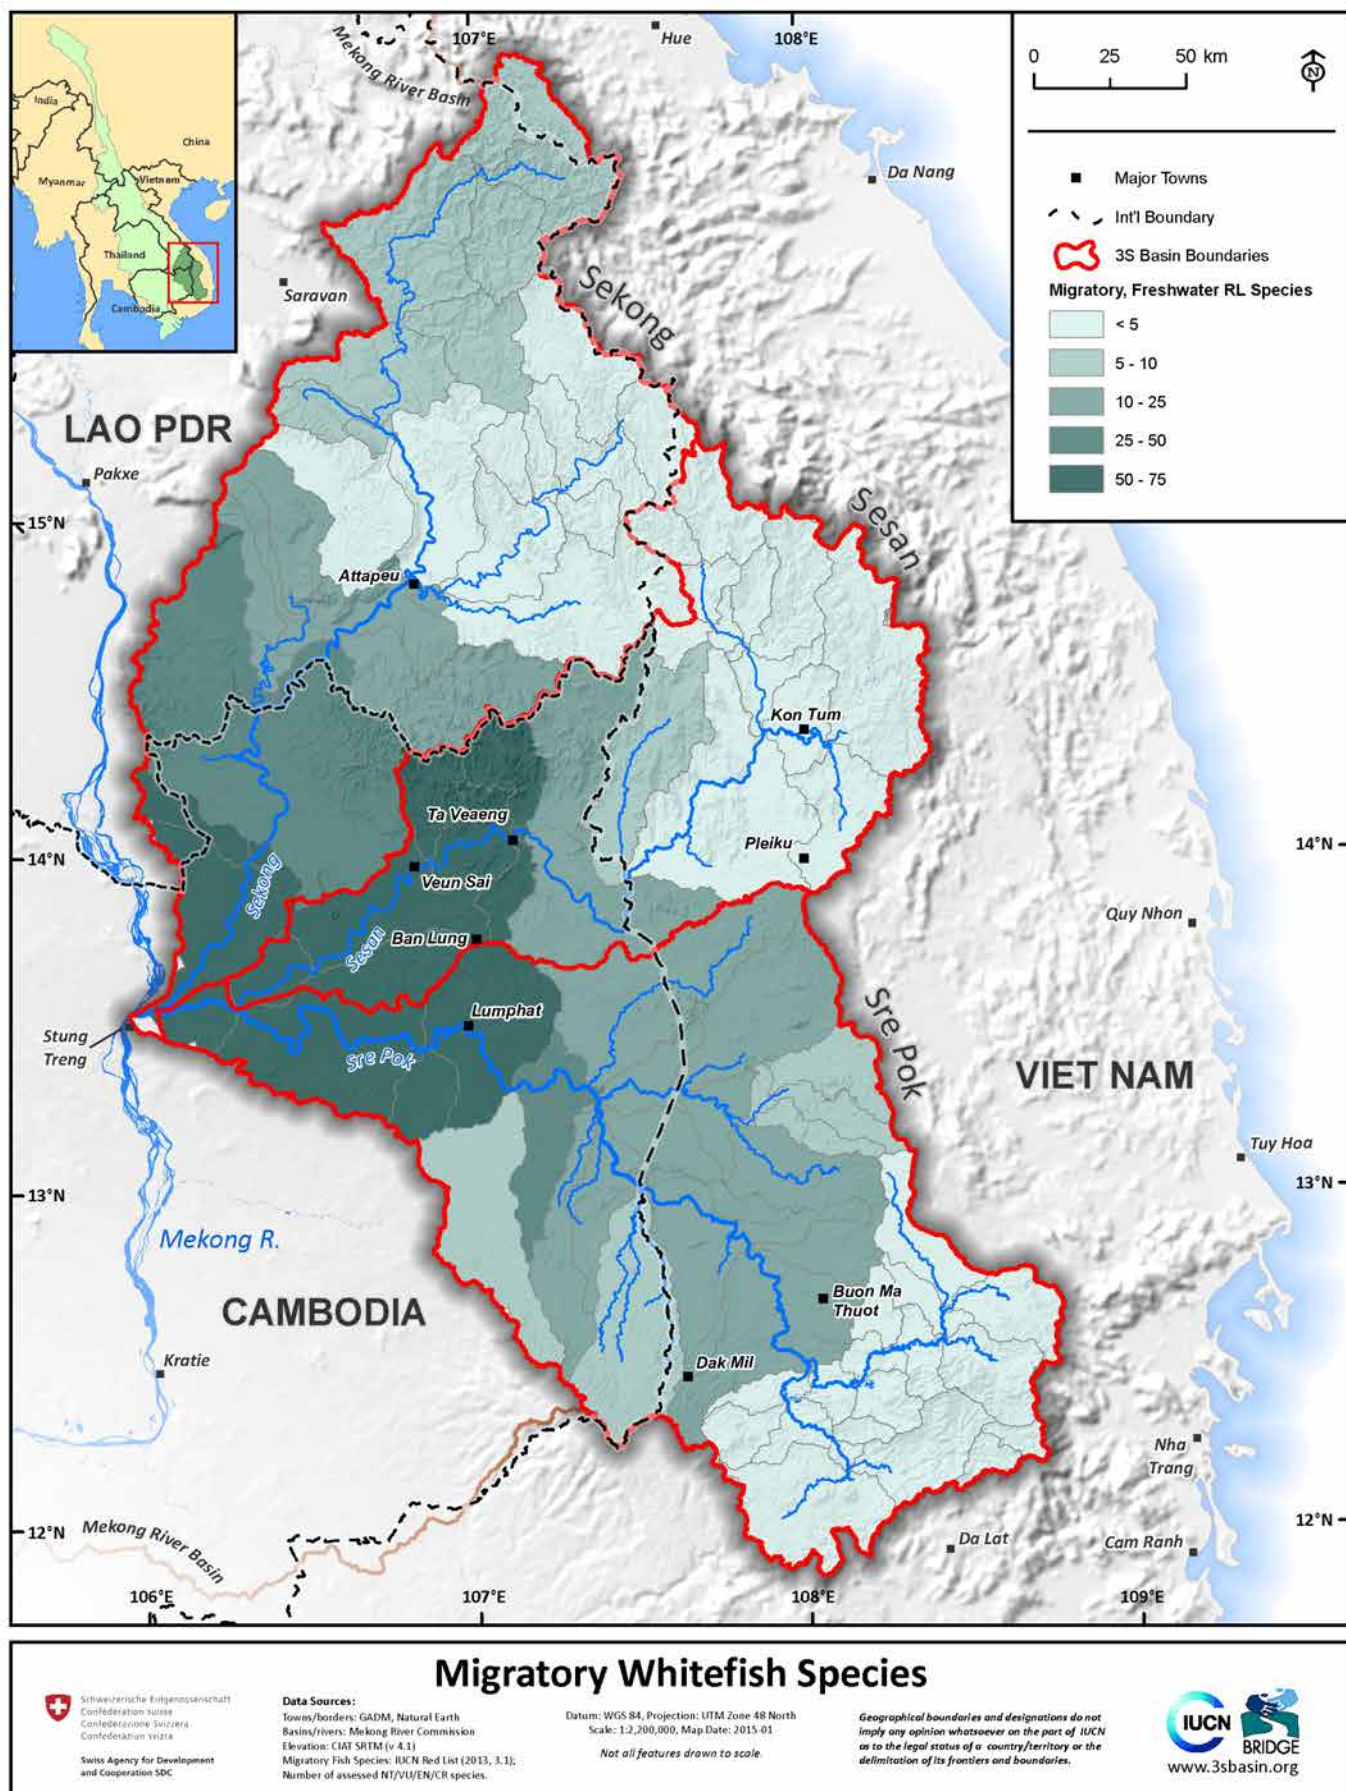 India
China
Myanmar
Vietnam
Thailand
Cambodia
107°E
108°E
Mekong River Basin
Hue
Da Nang
Saravan
Sekong
LAO PDR
Pakxe
15°N
Sesan
Attapeu
Kon Tum
Ta Veaeng
Pleiku
14°N
14°N
Veun Sai
Sekong
Quy Nhon
Ban Lung
Sesan
Lumphat
Sre Pok
Stung
Treng
Sre Pok
VIET NAM
Tuy Hoa
13°N
13°N
Mekong R.
Buon Ma
Thuot
CAMBODIA
Kratie
Dak Mil
Nha
Trang
12°N
12°N
Mekong River Basin
Da Lat
Cam Ranh
106°E
107°E
108°E
109°E
0 25 50 km
N
Major Towns
Int'l Boundary
3S Basin Boundaries
Migratory, Freshwater RL Species
< 5
5 - 10
10 - 25
25 - 50
50 - 75
Migratory Whitefish Species
Schweizerische Eidgenossenschaft
Confédération suisse
Confederazione Svizzera
Confederaziun svizra
Swiss Agency for Development
and Cooperation SDC
Data Sources:
Towns/borders: GADM, Natural Earth
Basins/rivers: Mekong River Commission
Elevation: CIAT SRTM (v 4.1)
Migratory Fish Species: IUCN Red List (2013, 3.1);
Number of assessed NT/VU/EN/CR species.
Datum: WGS 84, Projection: UTM Zone 48 North
Scale: 1:2,200,000, Map Date: 2015-01
Not all features drawn to scale.
Geographical boundaries and designations do not
imply any opinion whatsoever on the part of IUCN
as to the legal status of a country/territory or the
delimitation of its frontiers and boundaries.
IUCN
BRIDGE
www.3sbasin.org